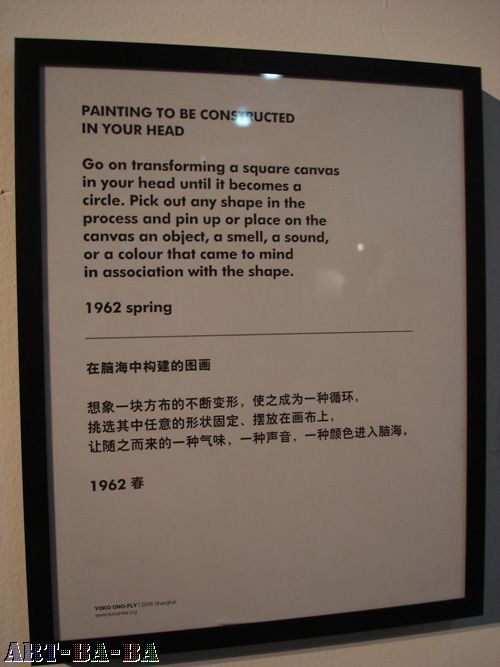 PAINTING TO BE CONSTRUCTED
IN YOUR HEAD
Go on transforming a square canvas
in your head until it becomes a
circle. Pick out any shape in the
process and pin up or place on the
canvas an object, a smell, a sound,
or a colour that came to mind
in association with the shape.
1962 spring
在脑海中构建的图画
想象一块方布的不断变形，使之成为一种循环，
挑选其中任意的形状固定、摆放在画布上，
让随之而来的一种气味，一种声音，一种颜色进入脑海。
1962 春
YOKO ONO-FLY / 2008 Shanghai
ART-BA-BA